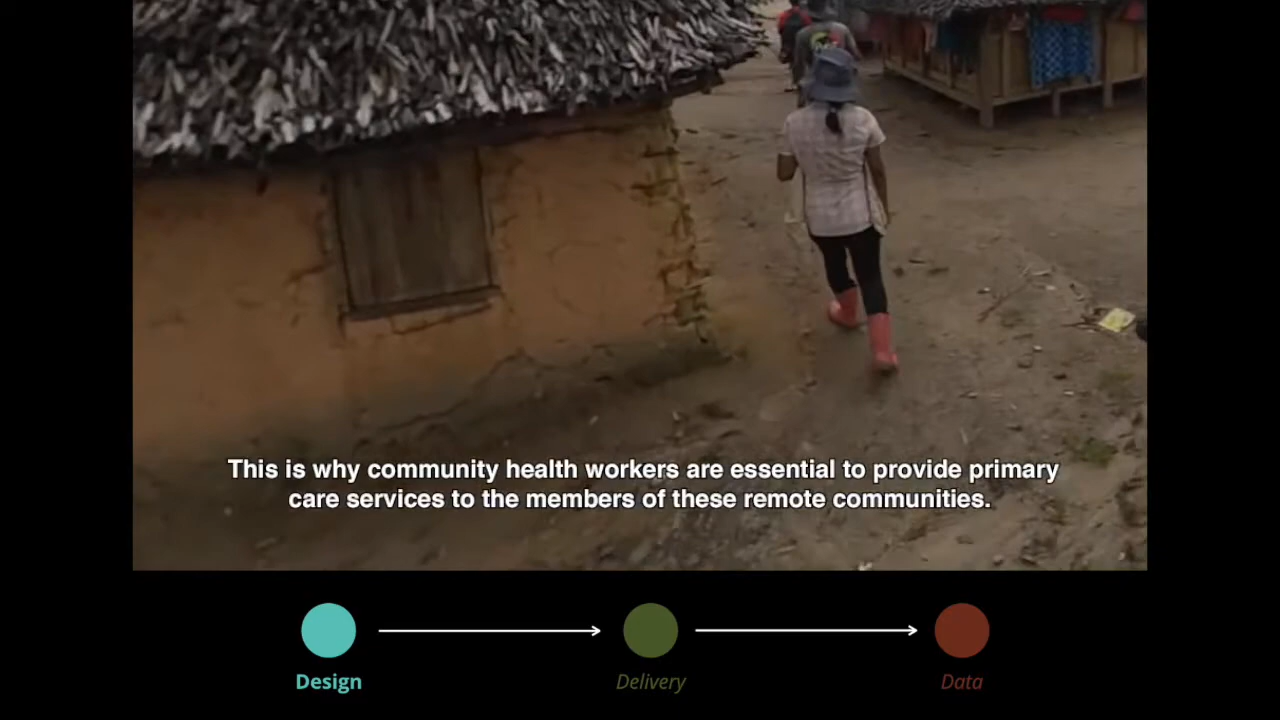 This is why community health workers are essential to provide primary
care services to the members of these remote communities.
Design
Delivery
Data